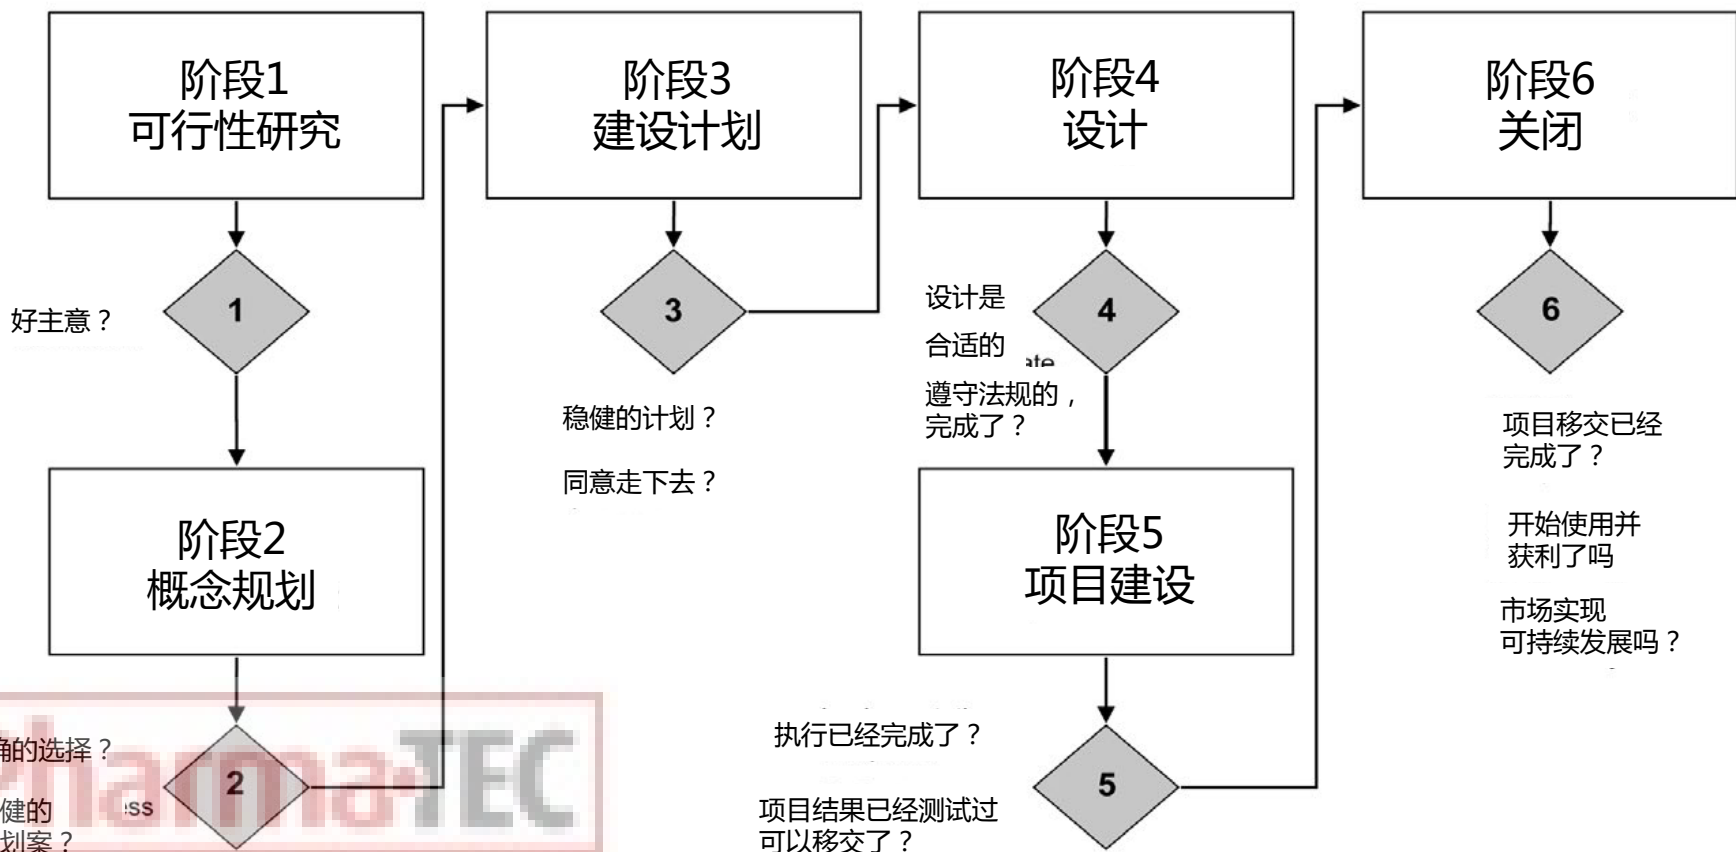 阶段1
可行性研究
1
好主意？
阶段2
概念规划
2
确的选择？
健的
ess
划案？
PharmaTEC
阶段3
建设计划
3
稳健的计划？
同意走下去？
阶段4
设计
4
设计是
合适的
ate
遵守法规的，
完成了？
阶段5
项目建设
5
执行已经完成了？
项目结果已经测试过
可以移交了？
阶段6
关闭
6
项目移交已经
完成了？
开始使用并
获利了吗
市场实现
可持续发展吗？